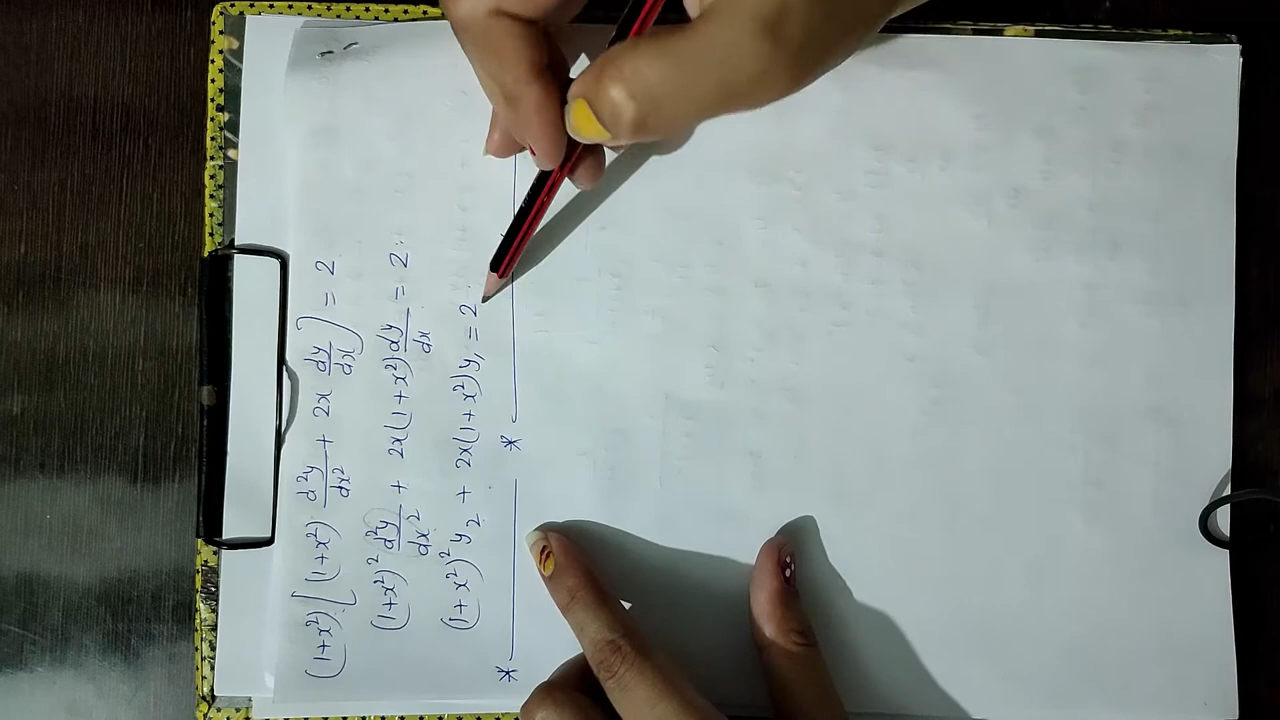 (1+x²)[(1+x²) d²y/dx² + 2x dy/dx] = 2
(1+x²)² d²y/dx² + 2x(1+x²) dy/dx = 2
(1+x²)² y₂ + 2x(1+x²) y₁ = 2
* ——— * ———